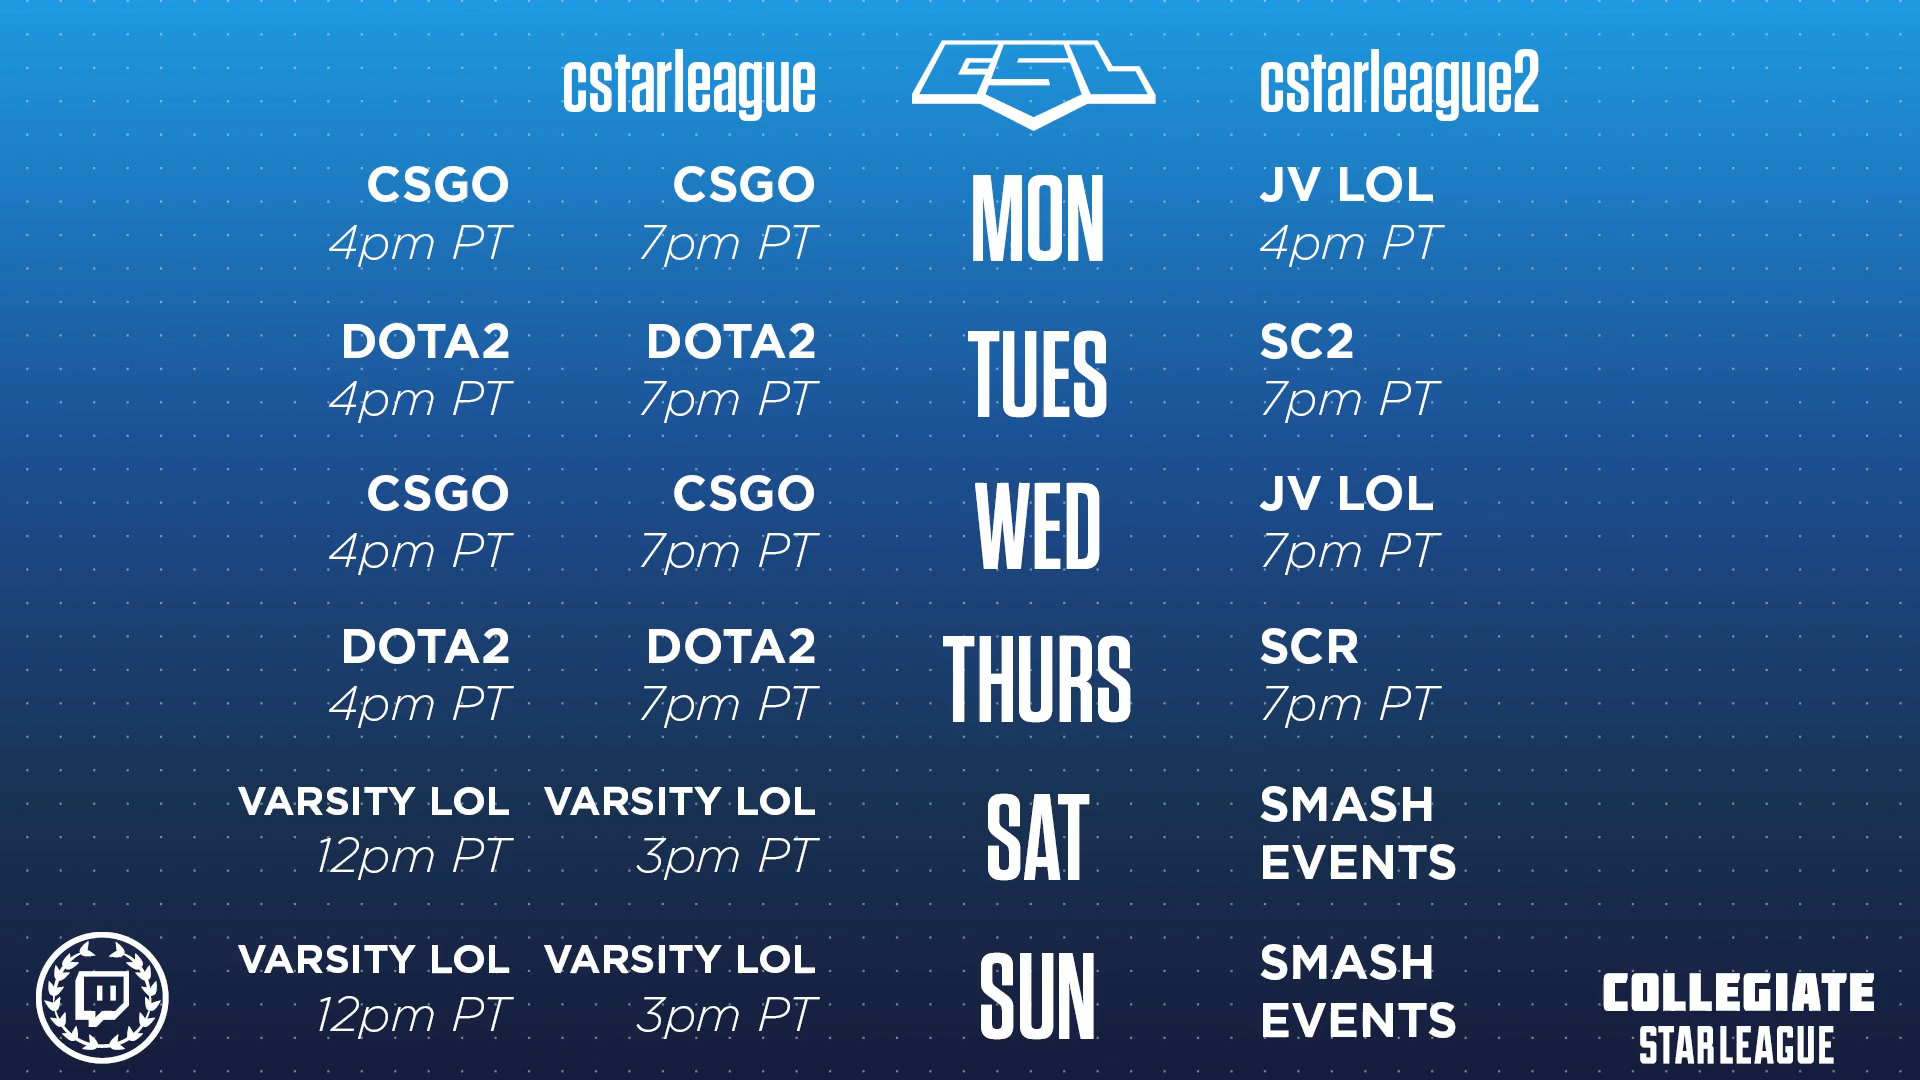 cstarleague CSL cstarleague2
CSGO CSGO MON JV LOL
4pm PT 7pm PT 4pm PT
DOTA2 DOTA2 TUES SC2
4pm PT 7pm PT 7pm PT
CSGO CSGO WED JV LOL
4pm PT 7pm PT 7pm PT
DOTA2 DOTA2 THURS SCR
4pm PT 7pm PT 7pm PT
VARSITY LOL VARSITY LOL SAT SMASH
12pm PT 3pm PT EVENTS
VARSITY LOL VARSITY LOL SUN SMASH
12pm PT 3pm PT EVENTS
COLLEGIATE
STARLEAGUE